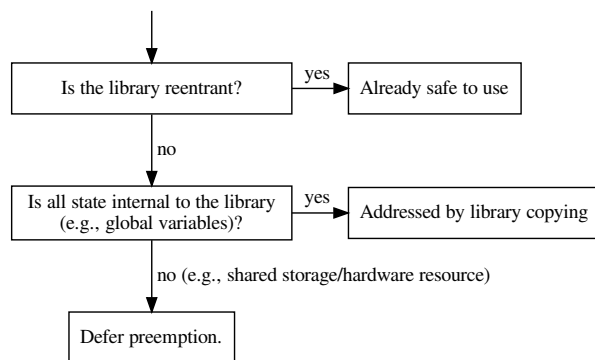 Is the library reentrant?
yes
Already safe to use
no
Is all state internal to the library
(e.g., global variables)?
yes
Addressed by library copying
no (e.g., shared storage/hardware resource)
Defer preemption.